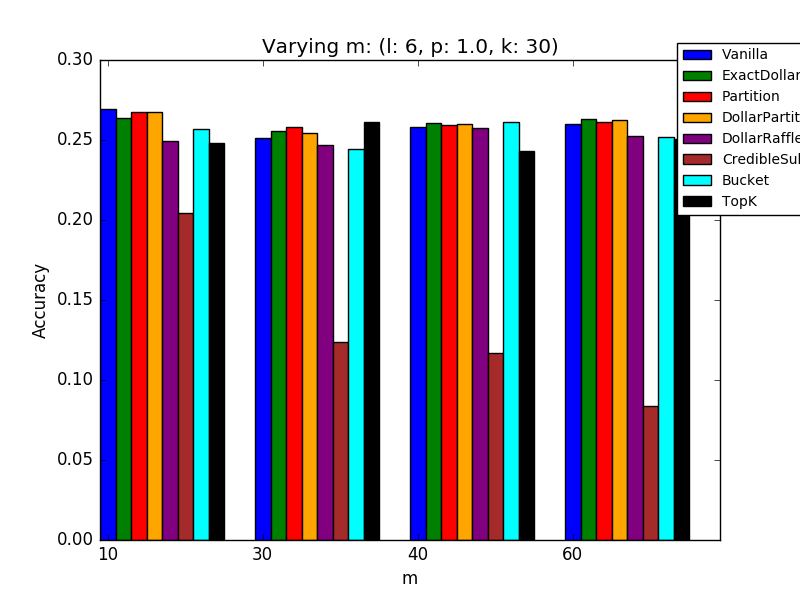 Varying m: (l: 6, p: 1.0, k: 30)
0.30
0.25
0.20
0.15
0.10
0.05
0.00
Accuracy
10 30 40 60
m
Vanilla
ExactDollar
Partition
DollarPartit
DollarRaffle
CredibleSul
Bucket
TopK